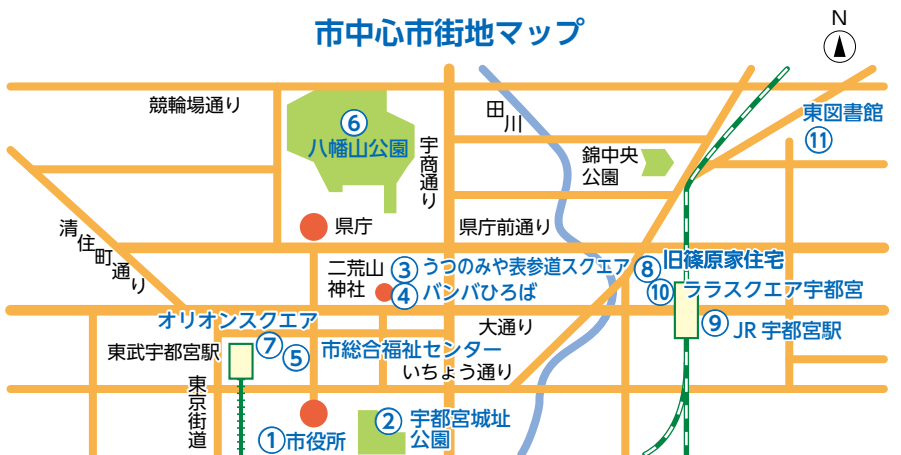 市中心市街地マップ
N
競輪場通り
⑥
八幡山公園
宇商通り
田川
錦中央
公園
東図書館
⑪
清住町通り
県庁
県庁前通り
二荒山
神社
③ うつのみや表参道スクエア
④ バンバひろば
⑧ 旧篠原家住宅
⑩ ララスクエア宇都宮
⑨ JR宇都宮駅
オリオンスクエア
⑦
⑤ 市総合福祉センター
大通り
東武宇都宮駅
いちょう通り
東京街道
① 市役所
② 宇都宮城址
公園